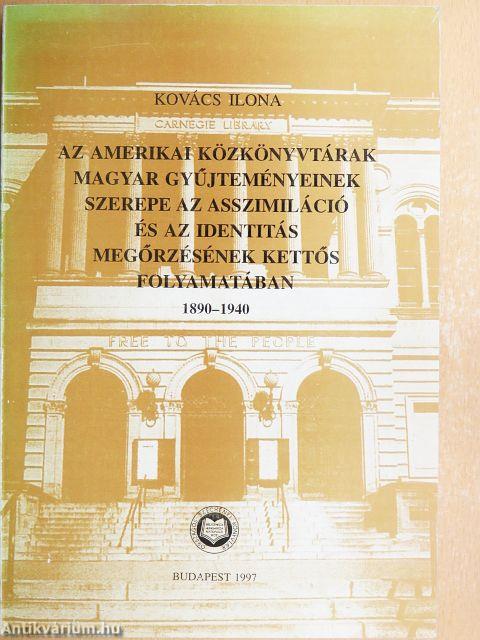 KOVÁCS ILONA
CARNEGIE LIBRARY
AZ AMERIKAI KÖZKÖNYVTÁRAK
MAGYAR GYŰJTEMÉNYEINEK
SZEREPE AZ ASSZIMILÁCIÓ
ÉS AZ IDENTITÁS
MEGŐRZÉSÉNEK KETTŐS
FOLYAMATÁBAN
1890–1940
FREE TO THE PEOPLE
BUDAPEST 1997
Antikvárium.hu